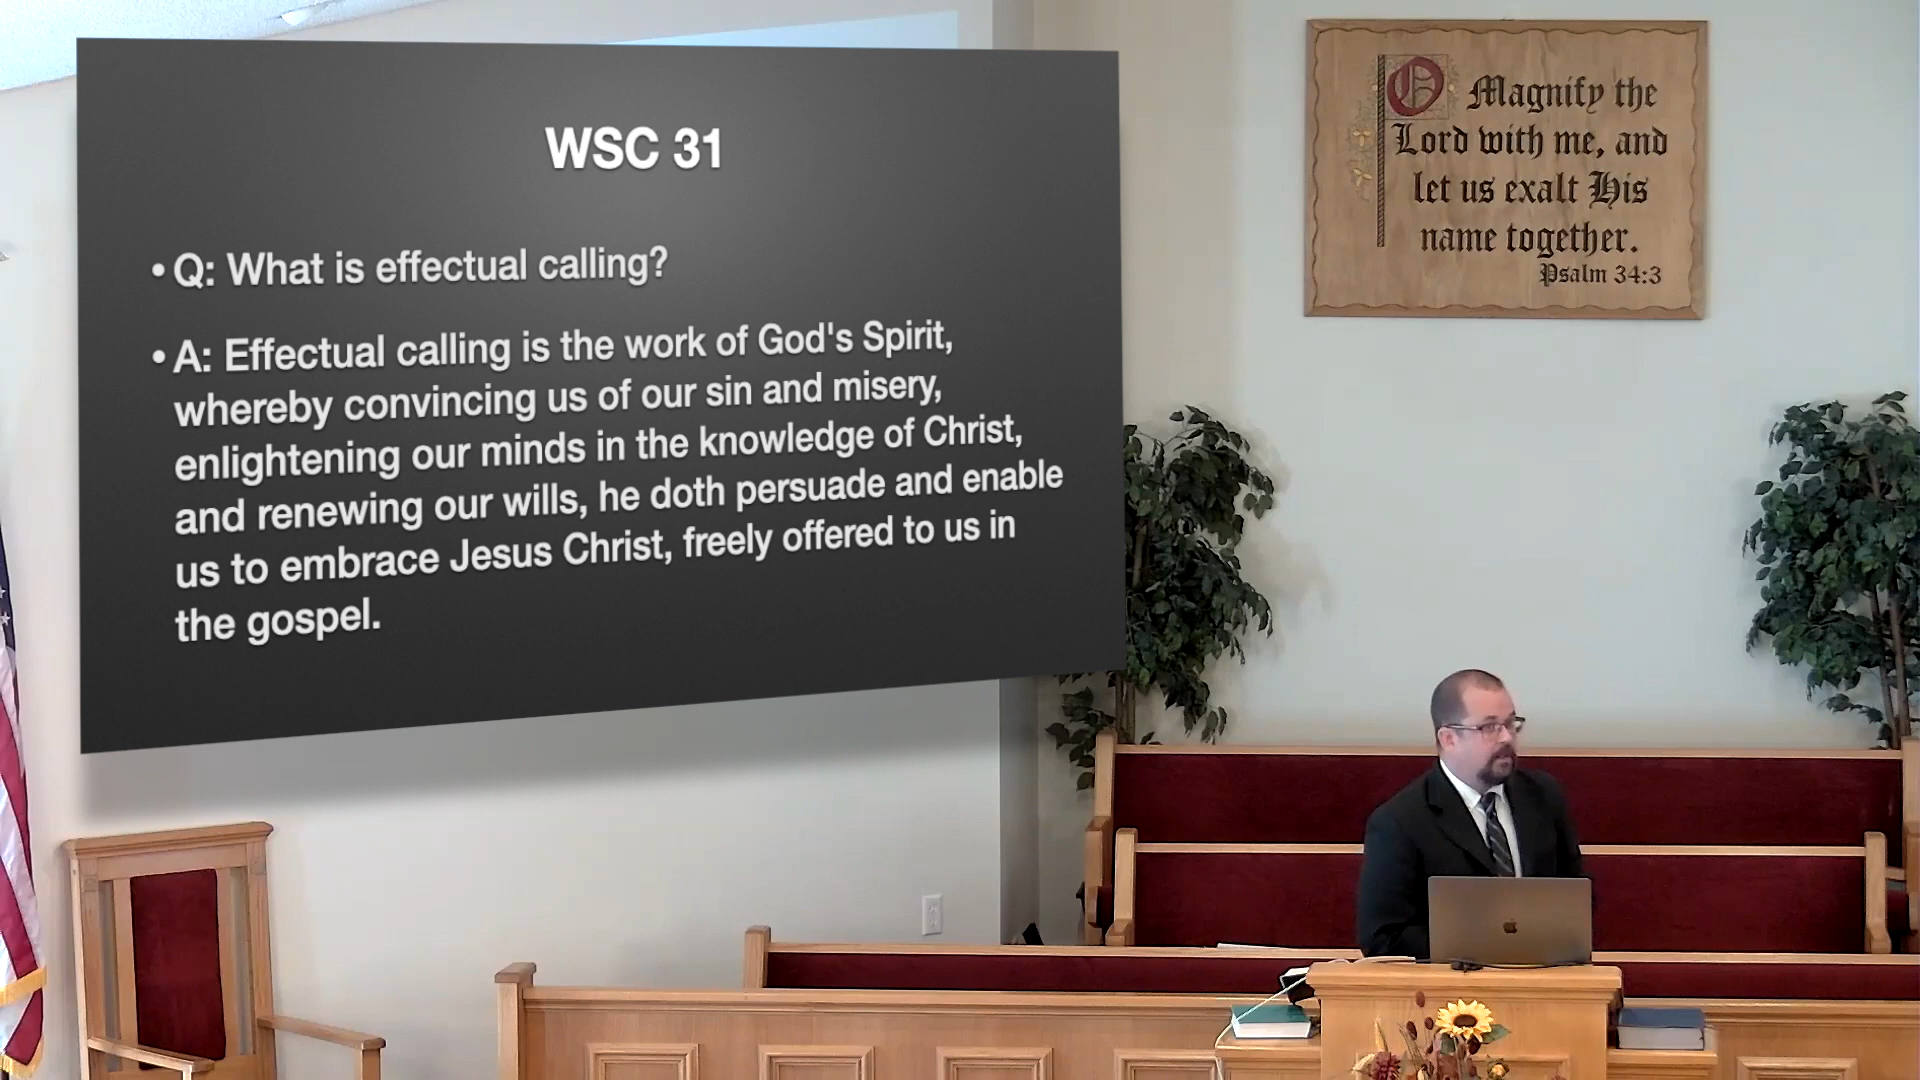 WSC 31
• Q: What is effectual calling?
• A: Effectual calling is the work of God's Spirit,
whereby convincing us of our sin and misery,
enlightening our minds in the knowledge of Christ,
and renewing our wills, he doth persuade and enable
us to embrace Jesus Christ, freely offered to us in
the gospel.
O Magnify the
Lord with me, and
let us exalt His
name together.
Psalm 34:3